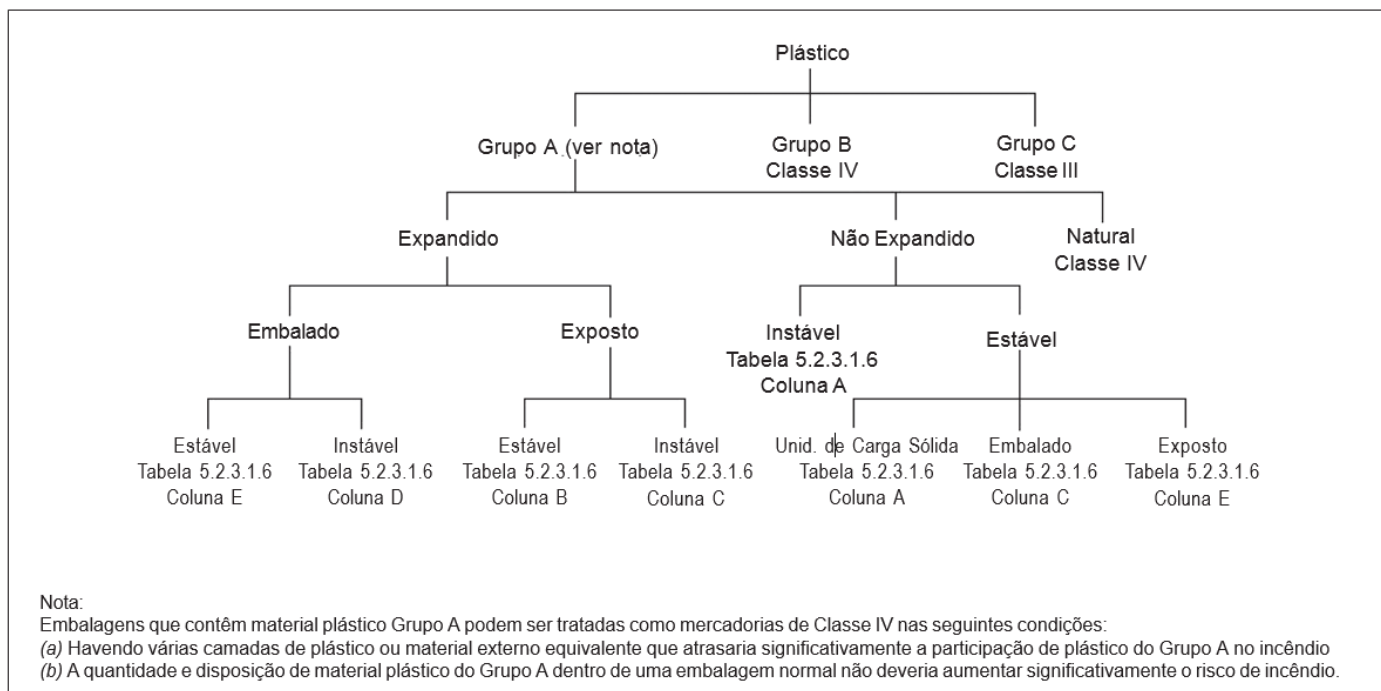 Plástico
Grupo A (ver nota)
Grupo B
Classe IV
Grupo C
Classe III
Expandido
Não Expandido
Natural
Classe IV
Embalado
Exposto
Instável
Tabela 5.2.3.1.6
Coluna A
Estável
Estável
Tabela 5.2.3.1.6
Coluna E
Instável
Tabela 5.2.3.1.6
Coluna D
Estável
Tabela 5.2.3.1.6
Coluna B
Instável
Tabela 5.2.3.1.6
Coluna C
Unid. de Carga Sólida
Tabela 5.2.3.1.6
Coluna A
Embalado
Tabela 5.2.3.1.6
Coluna C
Exposto
Tabela 5.2.3.1.6
Coluna E
Nota:
Embalagens que contêm material plástico Grupo A podem ser tratadas como mercadorias de Classe IV nas seguintes condições:
(a) Havendo várias camadas de plástico ou material externo equivalente que atrasaria significativamente a participação de plástico do Grupo A no incêndio
(b) A quantidade e disposição de material plástico do Grupo A dentro de uma embalagem normal não deveria aumentar significativamente o risco de incêndio.